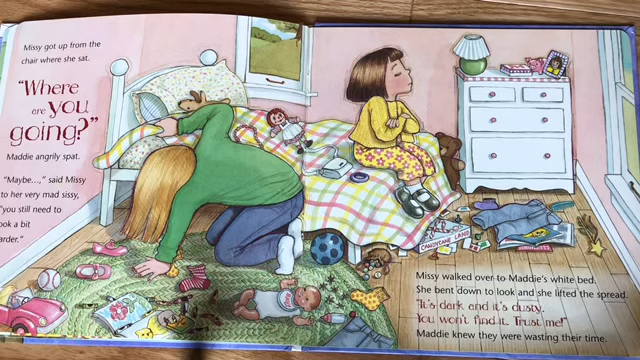 Missy got up from the
chair where she sat.
"Where
are you
going?"
Maddie angrily spat.
"Maybe...," said Missy
to her very mad sissy,
"you still need to
look a bit
harder."
CANDYCANE LANE
Missy walked over to Maddie's white bed.
She bent down to look and she lifted the spread.
"It's dark and it's dusty.
You won't find it. Trust me!"
Maddie knew they were wasting their time.